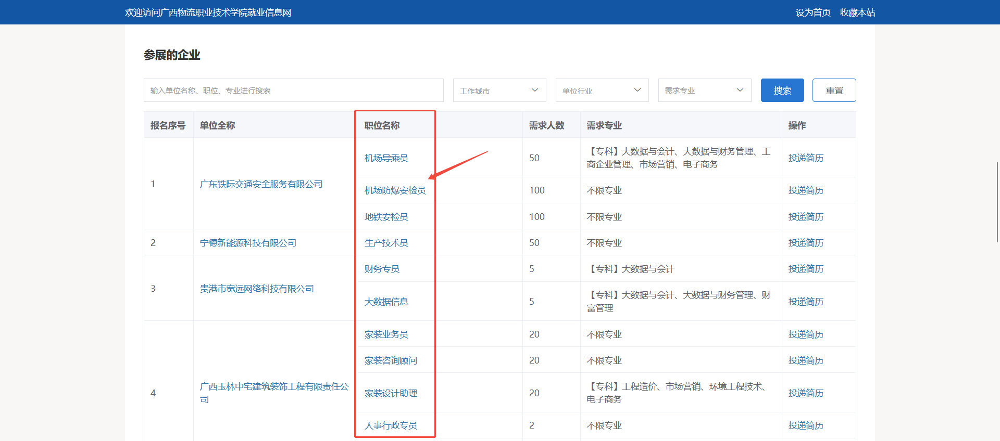 欢迎访问广西物流职业技术学院就业信息网
设为首页 收藏本站
参展的企业
输入单位名称、职位、专业进行搜索 工作城市 单位行业 需求专业 搜索 重置
报名序号 单位全称 职位名称 需求人数 需求专业 操作
1 广东铁际交通安全服务有限公司
机场导乘员 50 【专科】大数据与会计、大数据与财务管理、工
商企业管理、市场营销、电子商务 投递简历
机场防爆安检员 100 不限专业 投递简历
地铁安检员 100 不限专业 投递简历
2 宁德新能源科技有限公司 生产技术员 50 不限专业 投递简历
3 贵港市宽远网络科技有限公司
财务专员 5 【专科】大数据与会计 投递简历
大数据信息 5 【专科】大数据与会计、大数据与财务管理、财
富管理 投递简历
4 广西玉林中宅建筑装饰工程有限责任公
司
家装业务员 20 不限专业 投递简历
家装咨询顾问 20 不限专业 投递简历
家装设计助理 20 【专科】工程造价、市场营销、环境工程技术、
电子商务 投递简历
人事行政专员 2 不限专业 投递简历